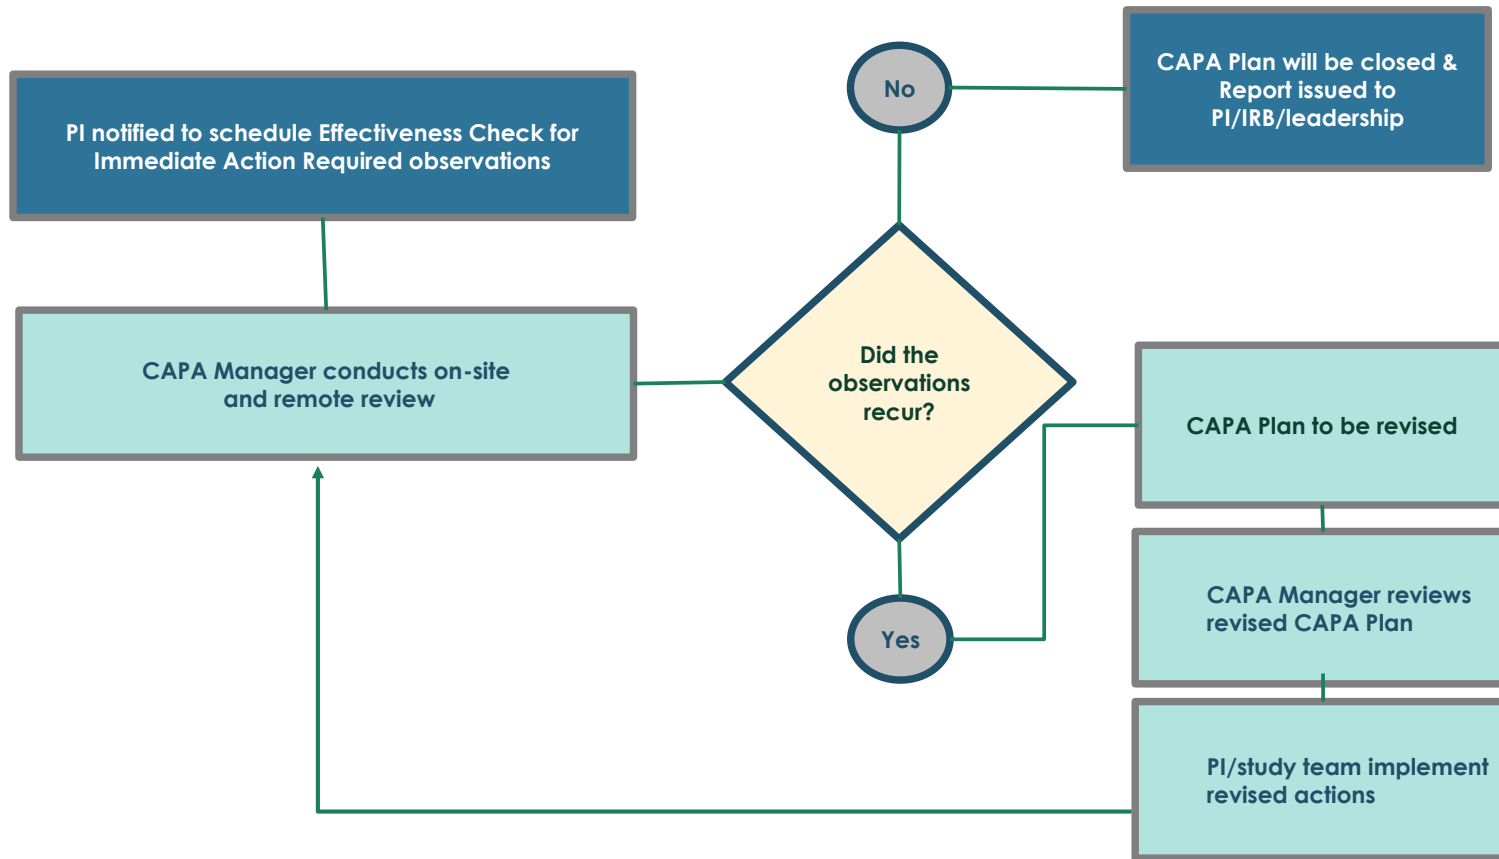 PI notified to schedule Effectiveness Check for
Immediate Action Required observations
CAPA Manager conducts on-site
and remote review
Did the
observations
recur?
No
CAPA Plan will be closed &
Report issued to
PI/IRB/leadership
Yes
CAPA Plan to be revised
CAPA Manager reviews
revised CAPA Plan
PI/study team implement
revised actions